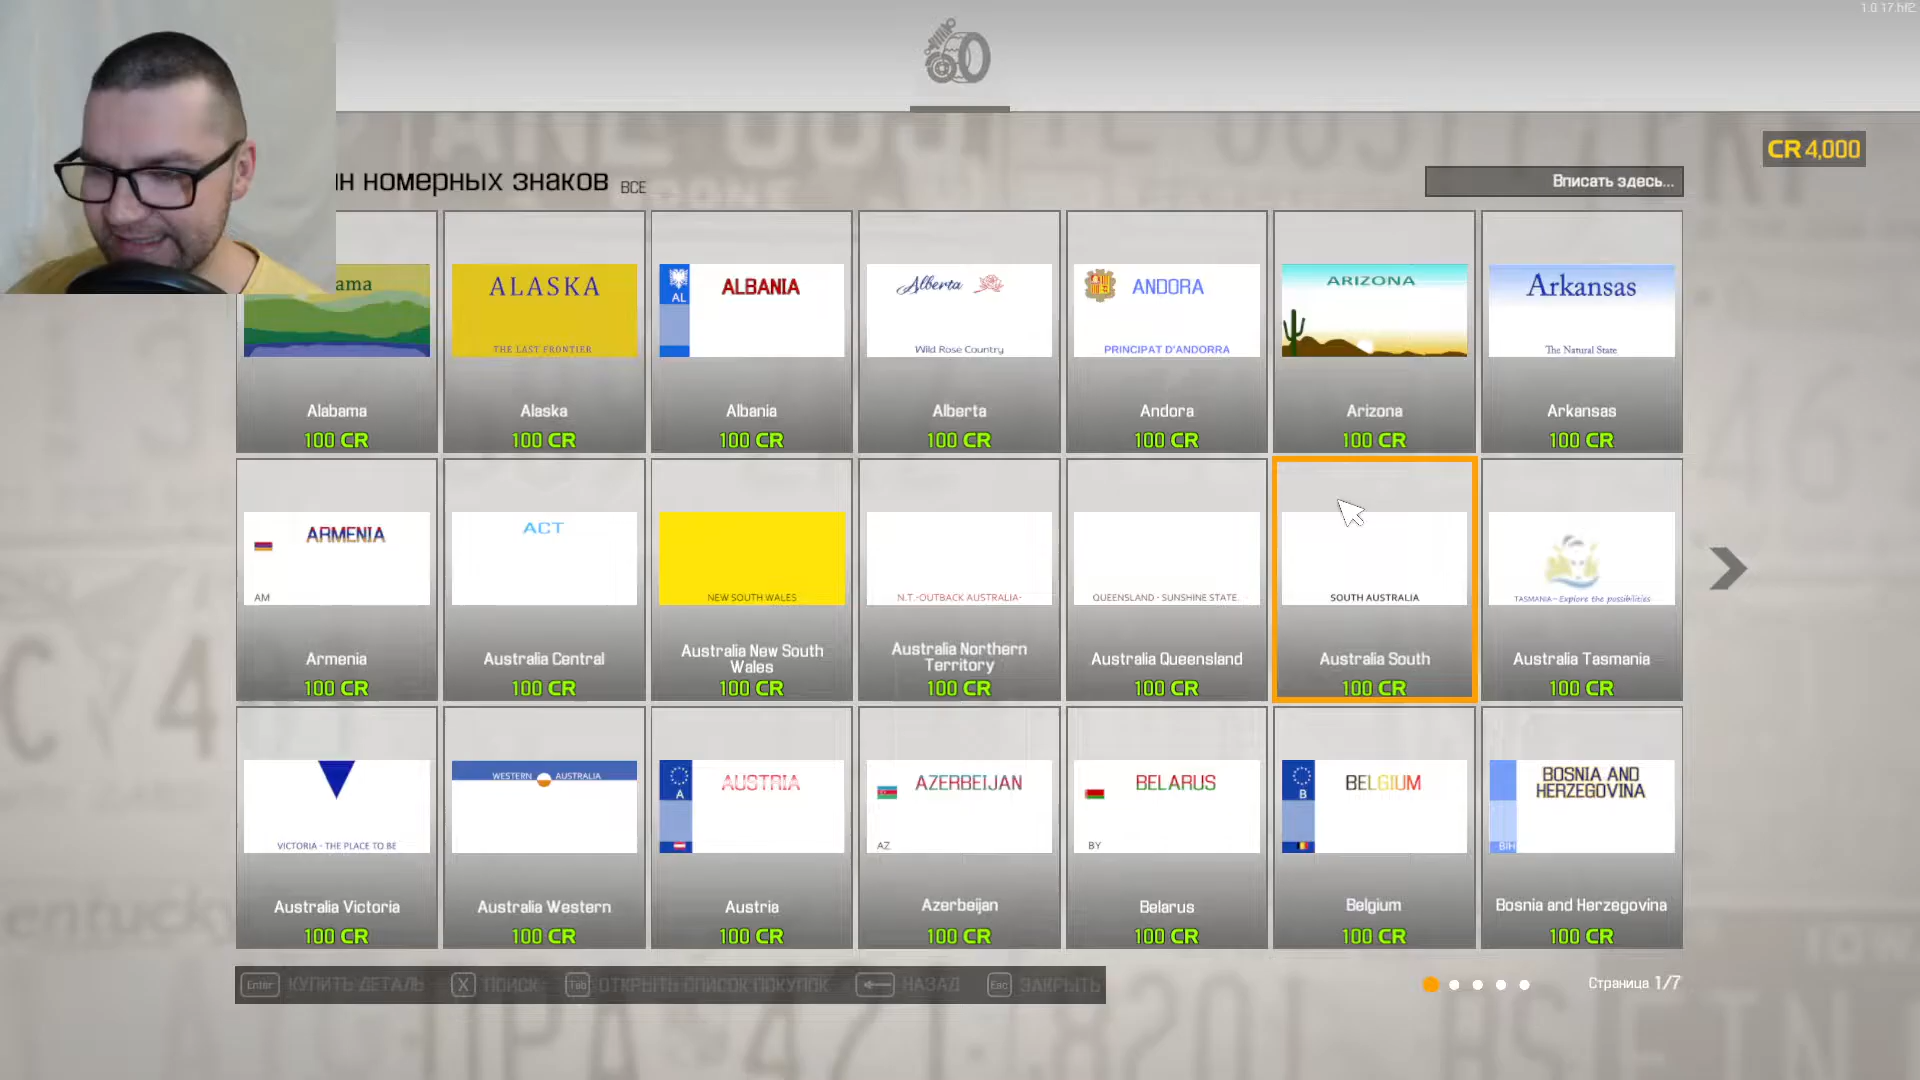 1.0.17.hf2
CR 4,000
ин номерных знаков ВСЕ
Вписать здесь...
ama
ALASKA
THE LAST FRONTIER
AL
ALBANIA
Alberta
Wild Rose Country
ANDORRA
PRINCIPAT D'ANDORRA
ARIZONA
Arkansas
The Natural State
Alabama
100 CR
Alaska
100 CR
Albania
100 CR
Alberta
100 CR
Andora
100 CR
Arizona
100 CR
Arkansas
100 CR
ARMENIA
AM
ACT
NEW SOUTH WALES
N.T.-OUTBACK AUSTRALIA-
QUEENSLAND - SUNSHINE STATE
SOUTH AUSTRALIA
TASMANIA - Explore the possibilities
Armenia
100 CR
Australia Central
100 CR
Australia New South
Wales
100 CR
Australia Northern
Territory
100 CR
Australia Queensland
100 CR
Australia South
100 CR
Australia Tasmania
100 CR
VICTORIA - THE PLACE TO BE
WESTERN AUSTRALIA
A
AUSTRIA
AZERBEIJAN
AZ
BELARUS
BY
B
BELGIUM
BOSNIA AND
HERZEGOVINA
BIH
Australia Victoria
100 CR
Australia Western
100 CR
Austria
100 CR
Azerbeijan
100 CR
Belarus
100 CR
Belgium
100 CR
Bosnia and Herzegovina
100 CR
Enter КУПИТЬ ДЕТАЛЬ X ПОИСК Tab ОТКРЫТЬ СПИСОК ПОКУПОК НАЗАД Esc ЗАКРЫТЬ
Страница 1/7